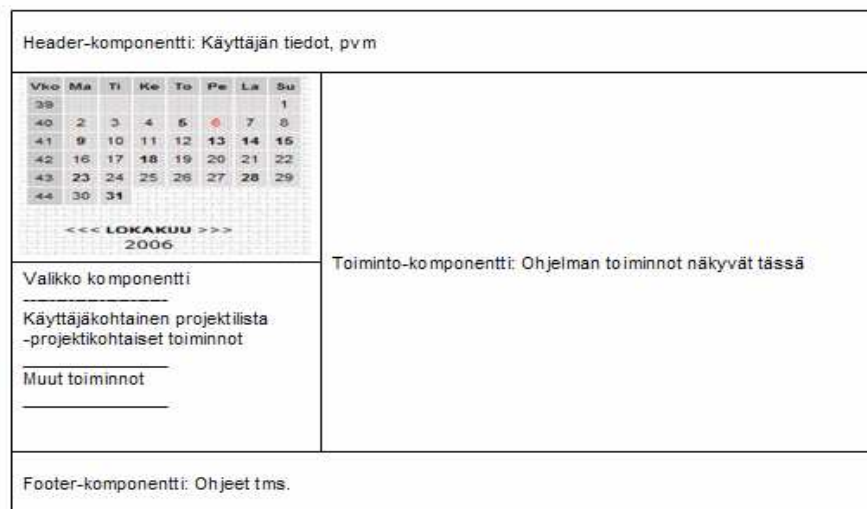 Header-komponentti: Käyttäjän tiedot, pvm
Vko Ma Ti Ke To Pe La Su
39 1
40 2 3 4 5 6 7 8
41 9 10 11 12 13 14 15
42 16 17 18 19 20 21 22
43 23 24 25 26 27 28 29
44 30 31
<<< LOKAKUU >>>
2006
Valikko komponentti
Käyttäjäkohtainen projektilista
-projektikohtaiset toiminnot
Muut toiminnot
Toiminto-komponentti: Ohjelman toiminnot näkyvät tässä
Footer-komponentti: Ohjeet tms.